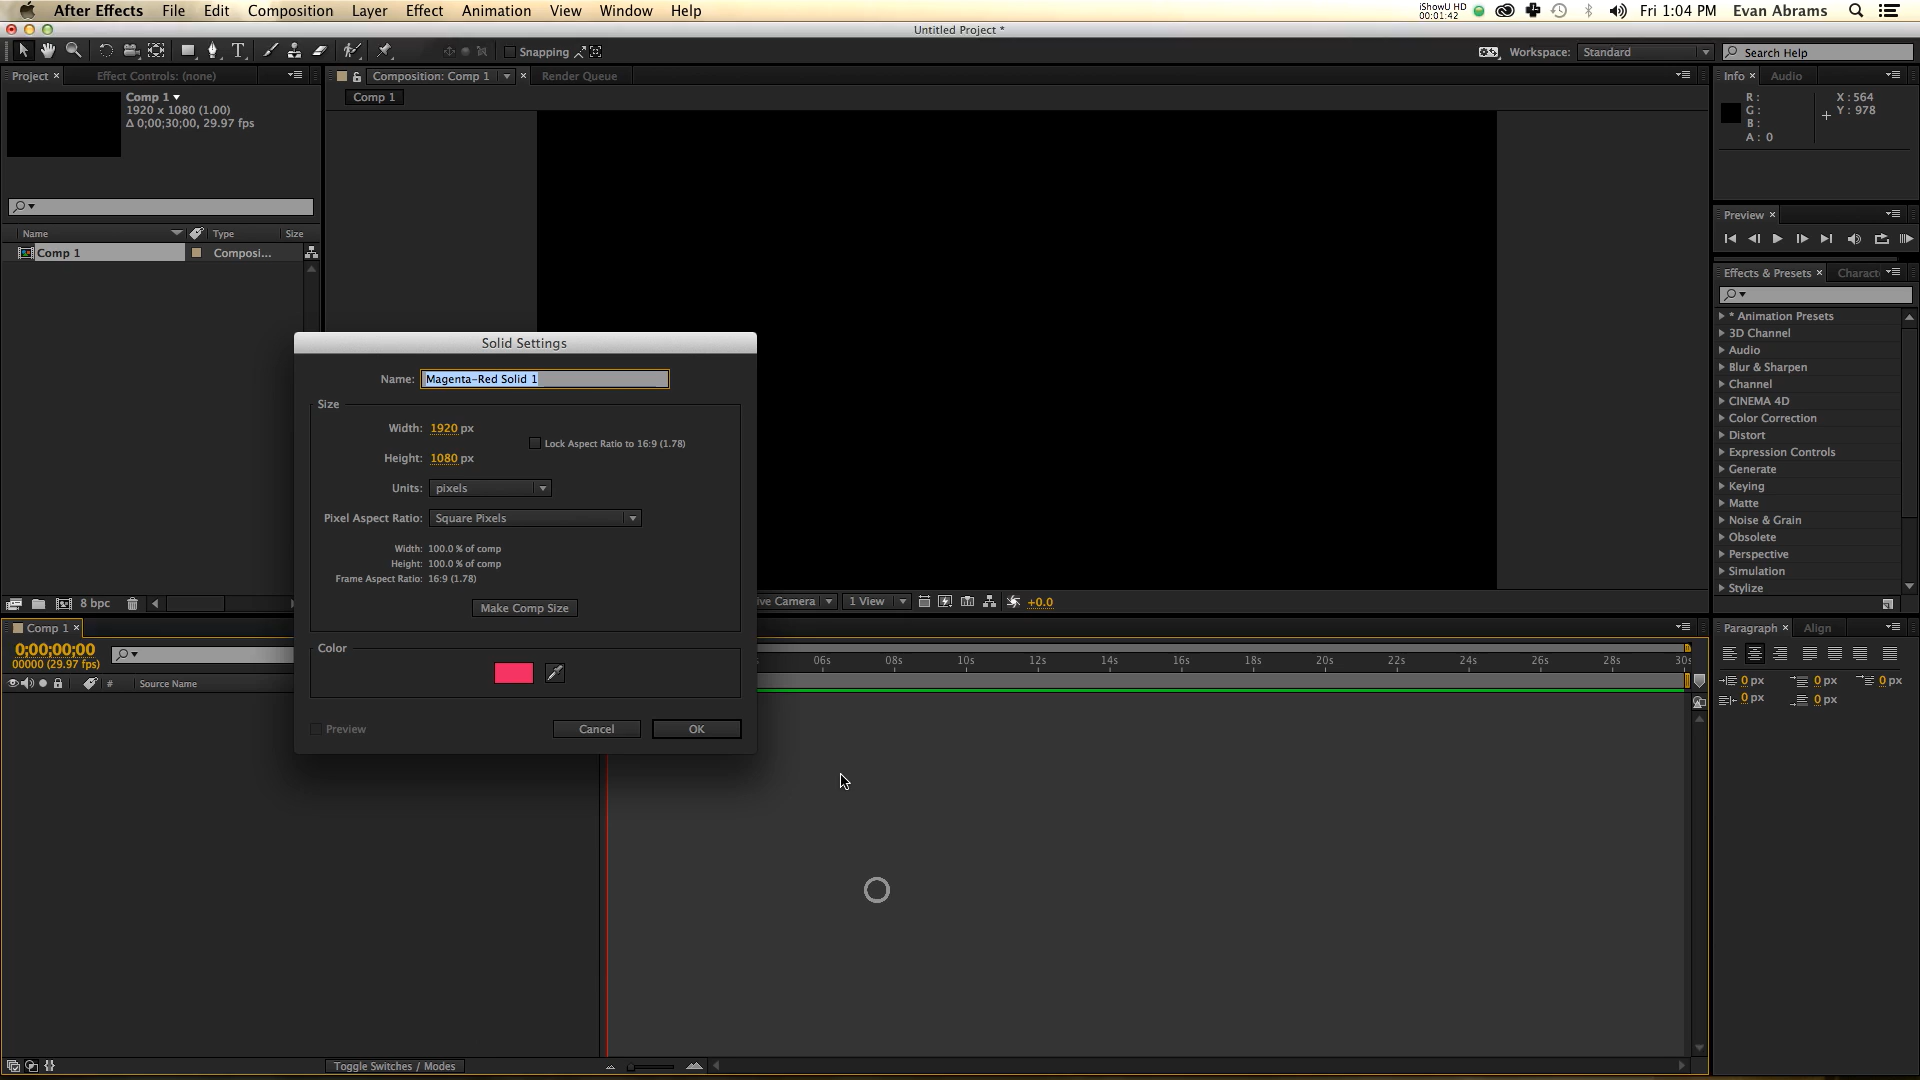 After Effects File Edit Composition Layer Effect Animation View Window Help
iShowU HD
00:01:42
Fri 1:04 PM Evan Abrams
Untitled Project *
Snapping
Workspace: Standard
Search Help
Project × Effect Controls: (none)
Comp 1
1920 x 1080 (1.00)
Δ 0;00;30;00, 29.97 fps
Name Type Size
Comp 1 Composi...
8 bpc
Composition: Comp 1 × Render Queue
Comp 1
ive Camera 1 View +0.0
Info × Audio
R :
G :
B :
A : 0
X : 564
Y : 978
Preview ×
Effects & Presets × Charact
* Animation Presets
3D Channel
Audio
Blur & Sharpen
Channel
CINEMA 4D
Color Correction
Distort
Expression Controls
Generate
Keying
Matte
Noise & Grain
Obsolete
Perspective
Simulation
Stylize
Solid Settings
Name: Magenta-Red Solid 1
Size
Width: 1920 px
Lock Aspect Ratio to 16:9 (1.78)
Height: 1080 px
Units: pixels
Pixel Aspect Ratio: Square Pixels
Width: 100.0 % of comp
Height: 100.0 % of comp
Frame Aspect Ratio: 16:9 (1.78)
Make Comp Size
Color
Preview Cancel OK
Comp 1 ×
0;00;00;00
00000 (29.97 fps)
# Source Name
06s 08s 10s 12s 14s 16s 18s 20s 22s 24s 26s 28s 30s
Toggle Switches / Modes
Paragraph × Align
0 px 0 px 0 px
0 px 0 px